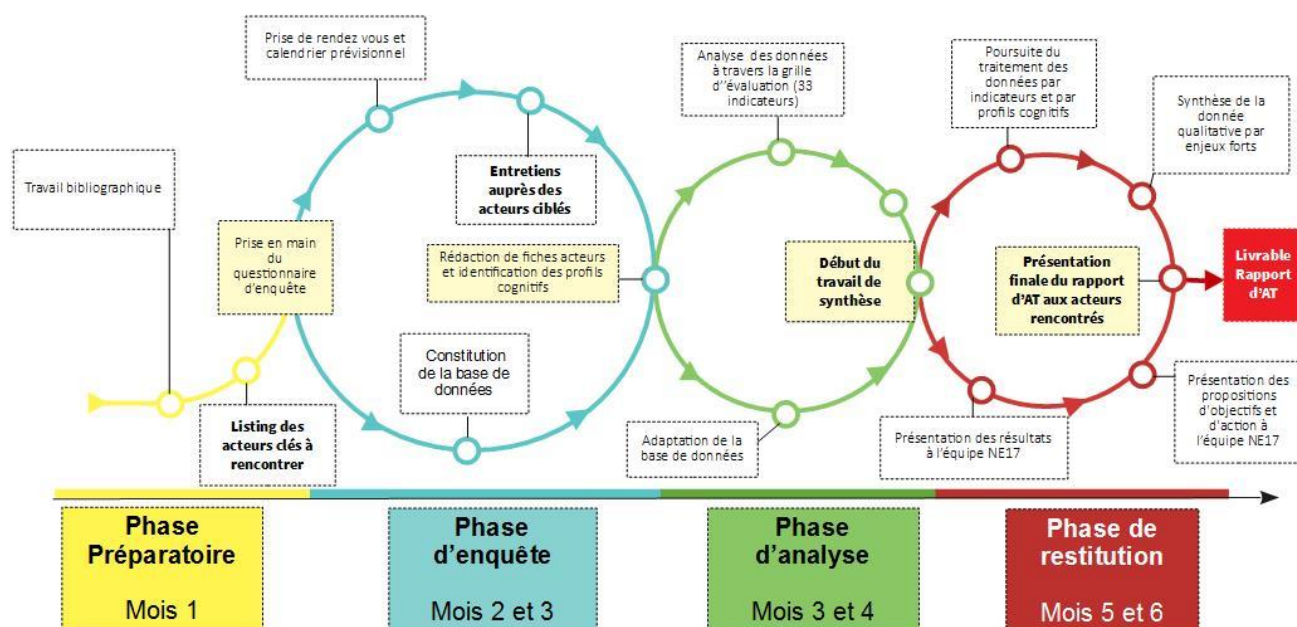 Prise de rendez vous et
calendrier prévisionnel
Travail bibliographique
Prise en main
du
questionnaire
d'enquête
Listing des
acteurs clés à
rencontrer
Entretiens
auprès des
acteurs ciblés
Rédaction de fiches acteurs
et identification des profils
cognitifs
Constitution
de la base de
données
Analyse des données
à travers la grille
d''évaluation (33
indicateurs)
Début du
travail de
synthèse
Adaptation de la
base de données
Poursuite du
traitement des
données par
indicateurs et par
profils cognitifs
Synthèse de la
donnée
qualitative par
enjeux forts
Présentation
finale du rapport
d'AT aux acteurs
rencontrés
Livrable
Rapport
d'AT
Présentation des résultats
à l'équipe NE17
Présentation des
propositions
d'objectifs et
d'action à
l'équipe NE17
Phase
Préparatoire
Mois 1
Phase
d'enquête
Mois 2 et 3
Phase
d'analyse
Mois 3 et 4
Phase de
restitution
Mois 5 et 6